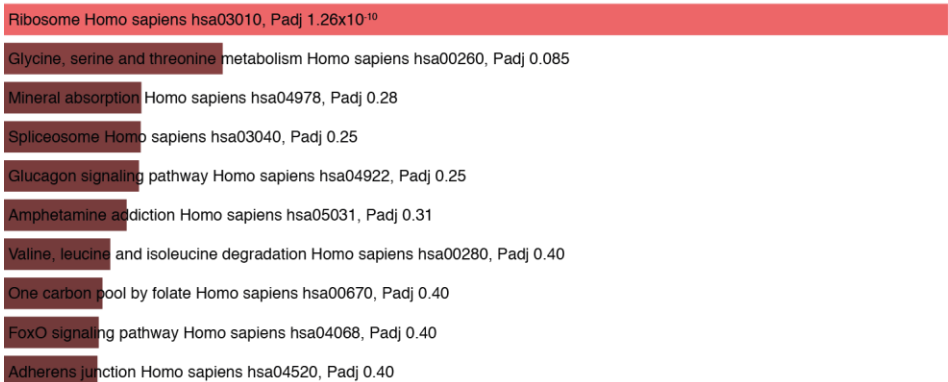 Ribosome Homo sapiens hsa03010, Padj 1.26x10⁻¹⁰
Glycine, serine and threonine metabolism Homo sapiens hsa00260, Padj 0.085
Mineral absorption Homo sapiens hsa04978, Padj 0.28
Spliceosome Homo sapiens hsa03040, Padj 0.25
Glucagon signaling pathway Homo sapiens hsa04922, Padj 0.25
Amphetamine addiction Homo sapiens hsa05031, Padj 0.31
Valine, leucine and isoleucine degradation Homo sapiens hsa00280, Padj 0.40
One carbon pool by folate Homo sapiens hsa00670, Padj 0.40
FoxO signaling pathway Homo sapiens hsa04068, Padj 0.40
Adherens junction Homo sapiens hsa04520, Padj 0.40